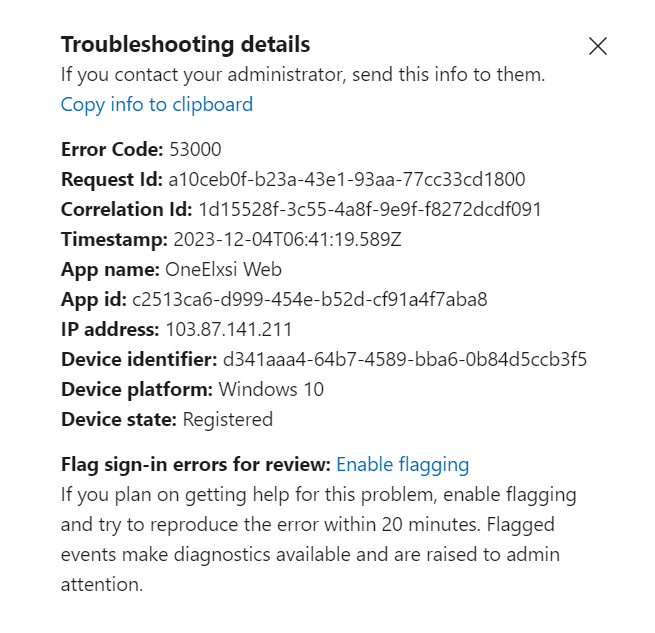 Troubleshooting details
If you contact your administrator, send this info to them.
Copy info to clipboard
Error Code: 53000
Request Id: a10ceb0f-b23a-43e1-93aa-77cc33cd1800
Correlation Id: 1d15528f-3c55-4a8f-9e9f-f8272dcdf091
Timestamp: 2023-12-04T06:41:19.589Z
App name: OneElxsi Web
App id: c2513ca6-d999-454e-b52d-cf91a4f7aba8
IP address: 103.87.141.211
Device identifier: d341aaa4-64b7-4589-bba6-0b84d5ccb3f5
Device platform: Windows 10
Device state: Registered
Flag sign-in errors for review: Enable flagging
If you plan on getting help for this problem, enable flagging
and try to reproduce the error within 20 minutes. Flagged
events make diagnostics available and are raised to admin
attention.